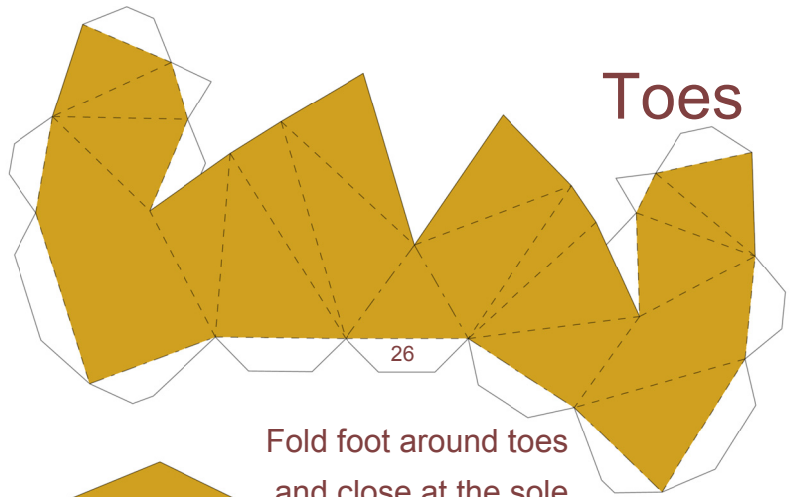 Toes
26
Fold foot around toes
and close at the sole